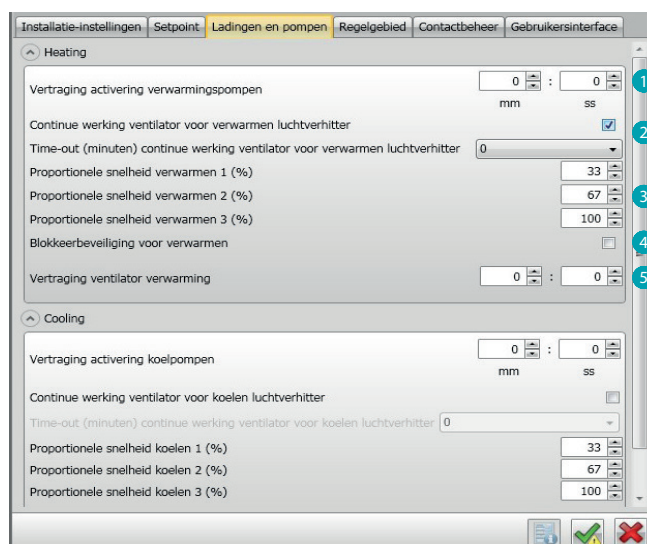 Installatie-instellingen Setpoint Ladingen en pompen Regelgebied Contactbeheer Gebruikersinterface
Heating
Vertraging activering verwarmingspompen 0 : 0 1
mm ss
Continue werking ventilator voor verwarmen luchtverhitter 2
Time-out (minuten) continue werking ventilator voor verwarmen luchtverhitter 0
Proportionele snelheid verwarmen 1 (%) 33
Proportionele snelheid verwarmen 2 (%) 67 3
Proportionele snelheid verwarmen 3 (%) 100
Blokkeerbeveiliging voor verwarmen 4
Vertraging ventilator verwarming 0 : 0 5
Cooling
Vertraging activering koelpompen 0 : 0
mm ss
Continue werking ventilator voor koelen luchtverhitter
Time-out (minuten) continue werking ventilator voor koelen luchtverhitter 0
Proportionele snelheid koelen 1 (%) 33
Proportionele snelheid koelen 2 (%) 67
Proportionele snelheid koelen 3 (%) 100